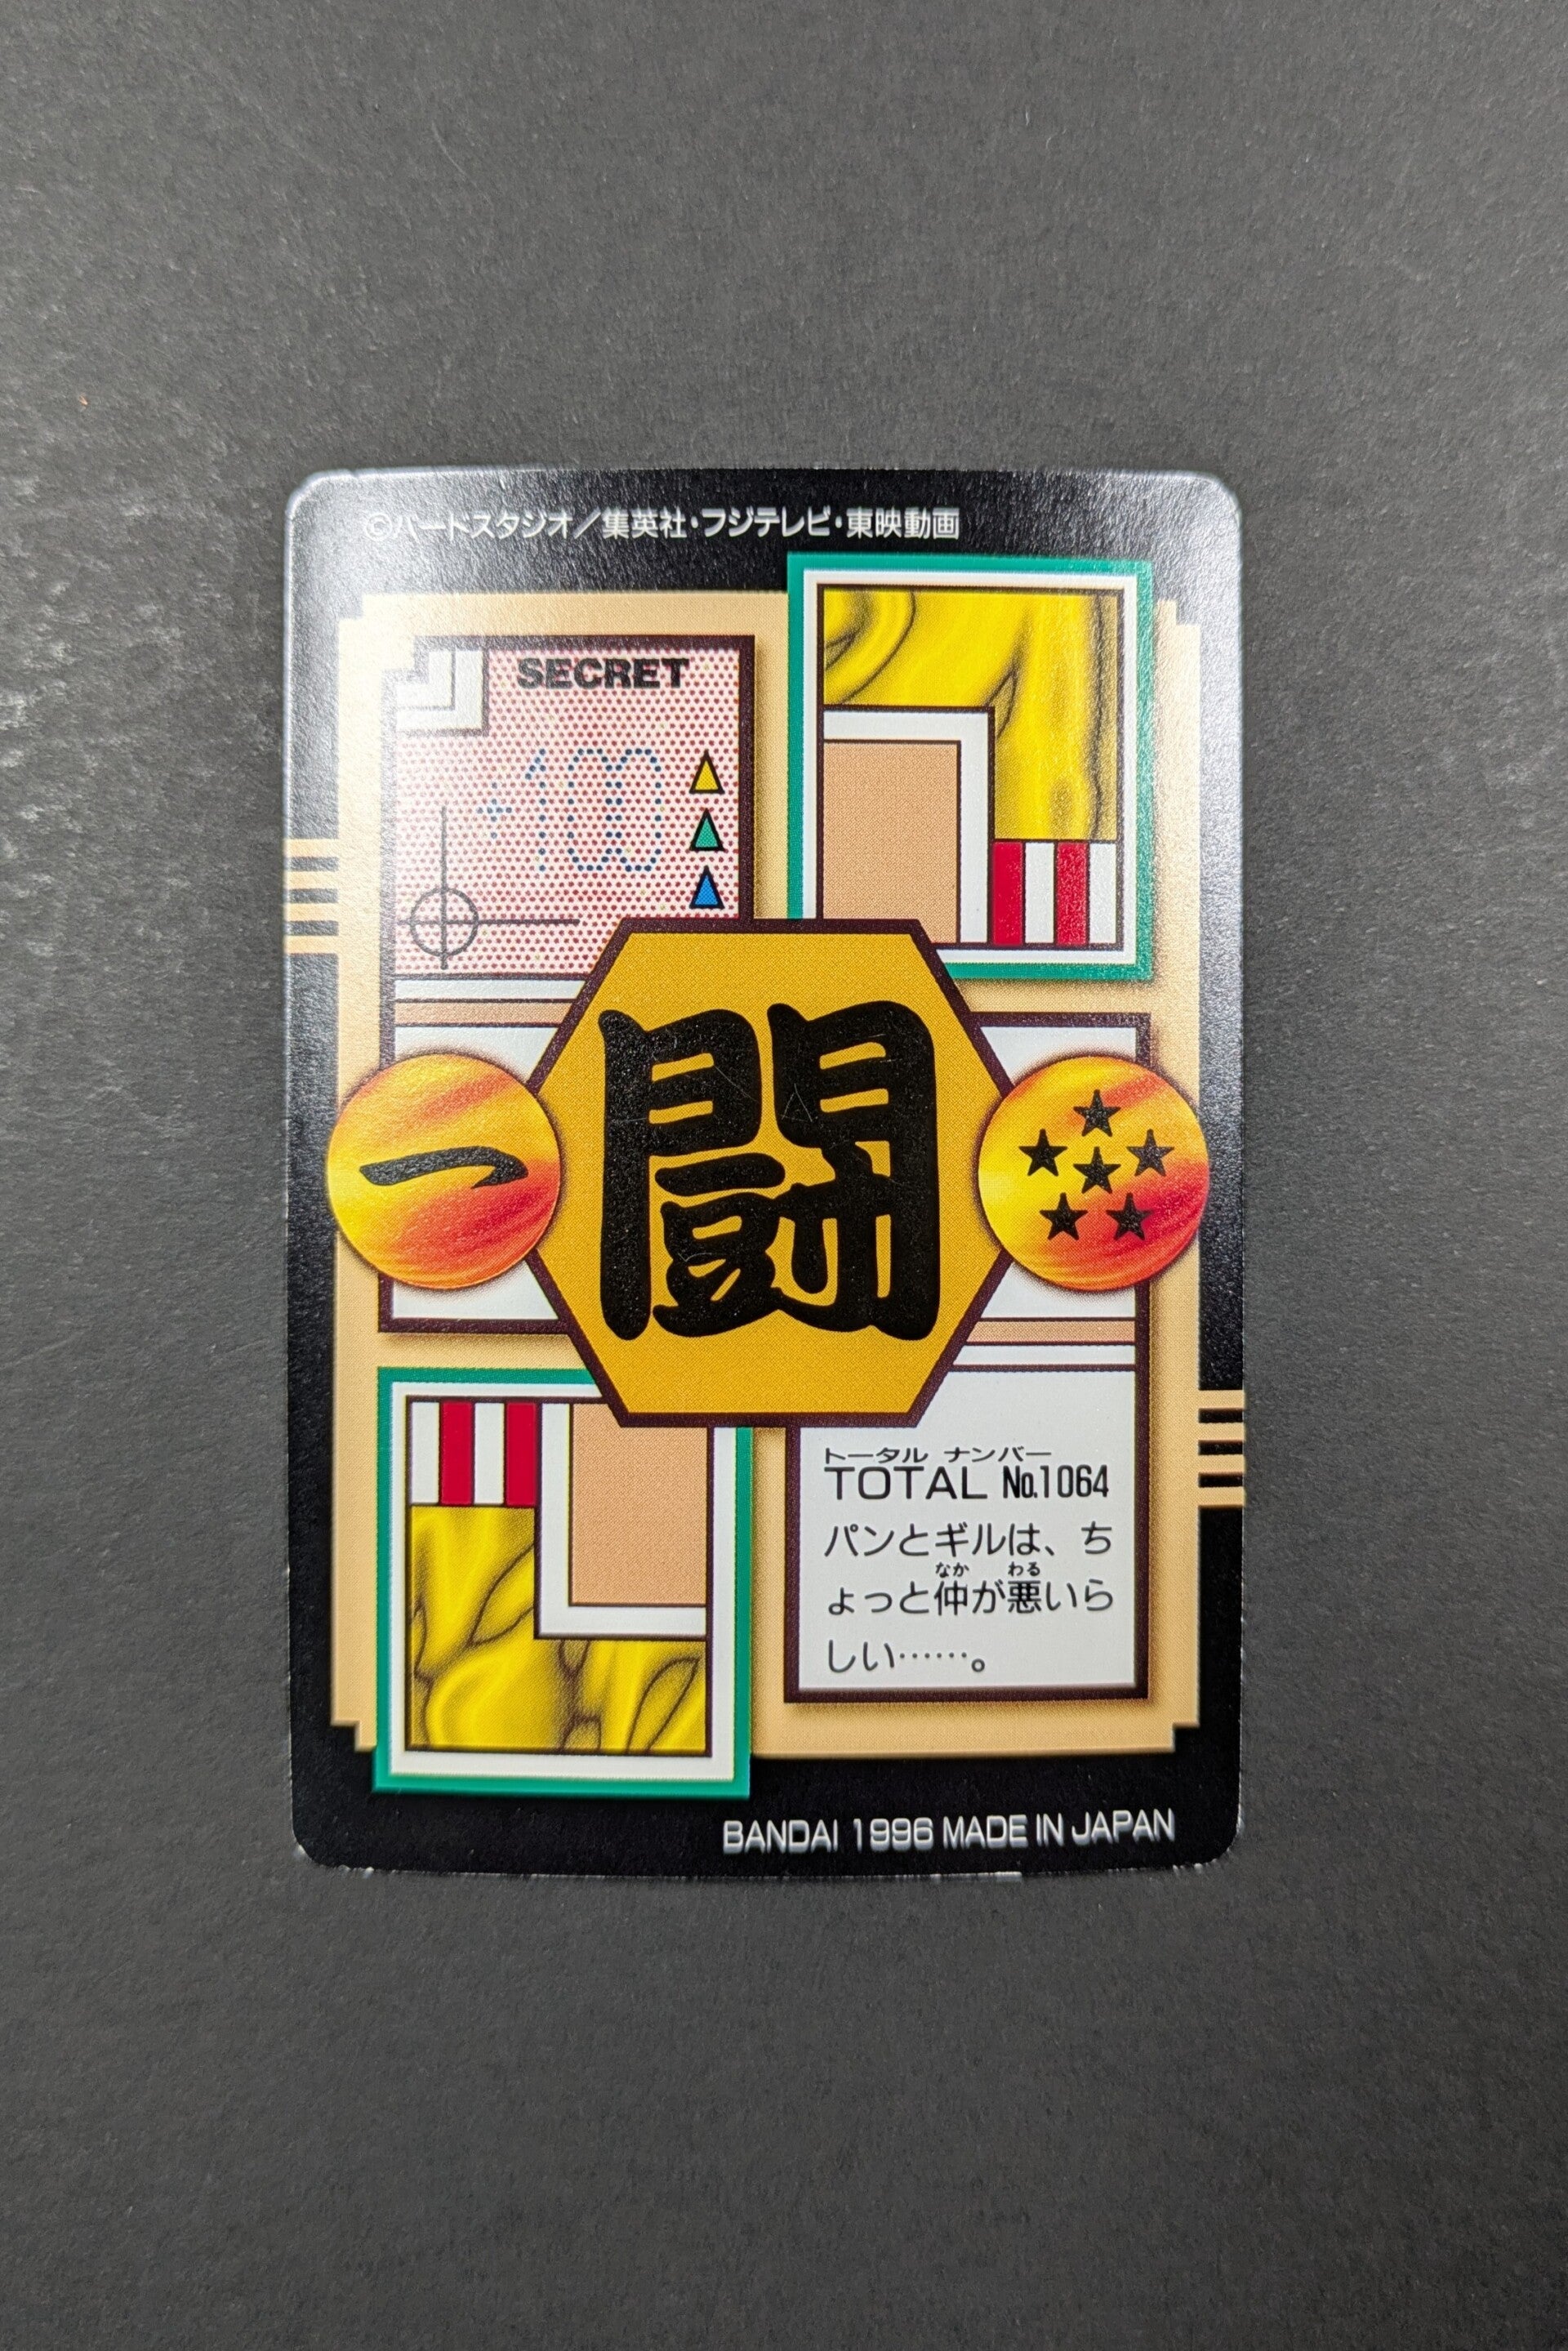 ©バードスタジオ／集英社・フジテレビ・東映動画
SECRET
+100
一
闘
トータル ナンバー
TOTAL No.1064
パンとギルは、ち
なか わる
ょっと仲が悪いら
しい……。
BANDAI 1996 MADE IN JAPAN